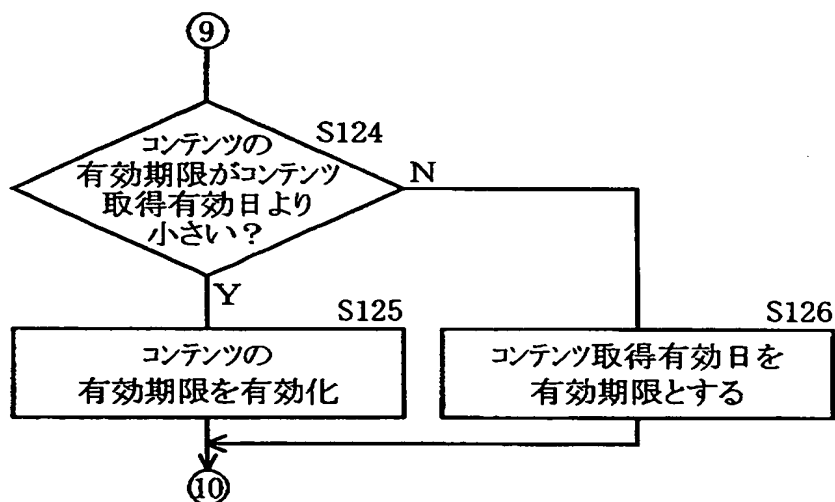 ⑨
S124
コンテンツの
有効期限がコンテンツ
取得有効日より
小さい?
N
Y
S125
コンテンツの
有効期限を有効化
S126
コンテンツ取得有効日を
有効期限とする
⑩